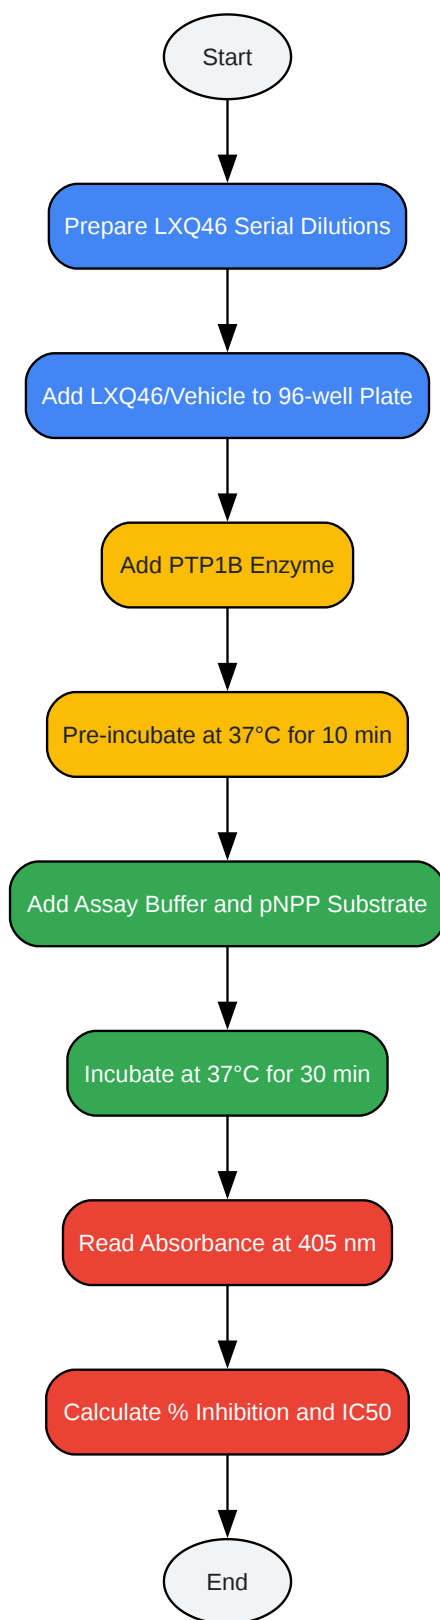 Start
Prepare LXQ46 Serial Dilutions
Add LXQ46/Vehicle to 96-well Plate
Add PTP1B Enzyme
Pre-incubate at 37°C for 10 min
Add Assay Buffer and pNPP Substrate
Incubate at 37°C for 30 min
Read Absorbance at 405 nm
Calculate % Inhibition and IC50
End